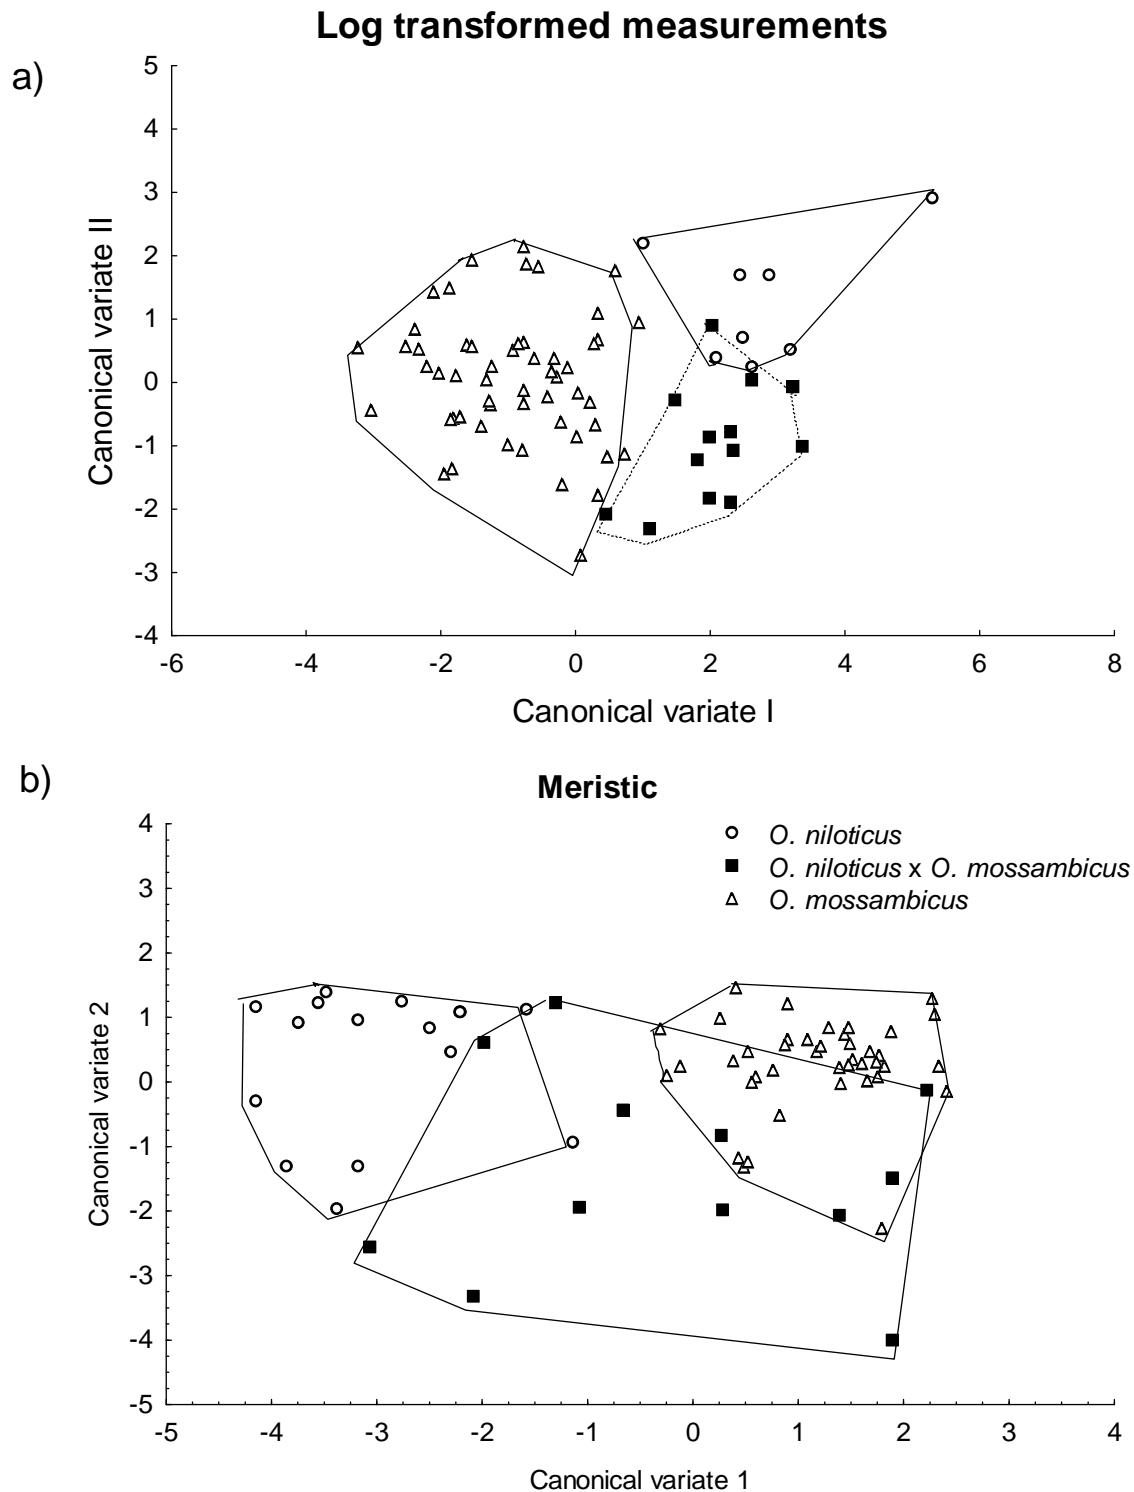 Log transformed measurements
a)
5
4
3
2
1
0
-1
-2
-3
-4
Canonical variate II
-6 -4 -2 0 2 4 6 8
Canonical variate I
b)
Meristic
4
3
2
1
0
-1
-2
-3
-4
-5
Canonical variate 2
O. niloticus
O. niloticus x O. mossambicus
O. mossambicus
-5 -4 -3 -2 -1 0 1 2 3 4
Canonical variate 1